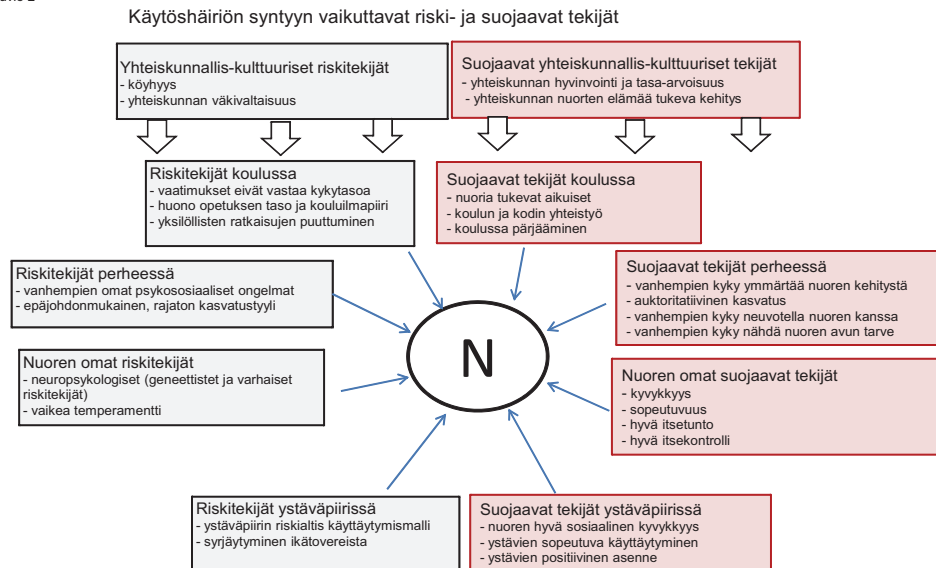 Käytöshäiriön syntyyn vaikuttavat riski- ja suojaavat tekijät
Yhteiskunnallis-kulttuuriset riskitekijät
- köyhyys
- yhteiskunnan väkivaltaisuus
Suojaavat yhteiskunnallis-kulttuuriset tekijät
- yhteiskunnan hyvinvointi ja tasa-arvoisuus
- yhteiskunnan nuorten elämää tukeva kehitys
Riskitekijät koulussa
- vaatimukset eivät vastaa kykytasoa
- huono opetuksen taso ja kouluilmapiiri
- yksilöllisten ratkaisujen puuttuminen
Suojaavat tekijät koulussa
- nuoria tukevat aikuiset
- koulun ja kodin yhteistyö
- koulussa pärjääminen
Riskitekijät perheessä
- vanhempien omat psykososiaaliset ongelmat
- epäjohdonmukainen, rajaton kasvatustyyli
Suojaavat tekijät perheessä
- vanhempien kyky ymmärtää nuoren kehitystä
- auktoritatiivinen kasvatus
- vanhempien kyky neuvotella nuoren kanssa
- vanhempien kyky nähdä nuoren avun tarve
N
Nuoren omat riskitekijät
- neuropsykologiset (geneettistet ja varhaiset
riskitekijät)
- vaikea temperamentti
Nuoren omat suojaavat tekijät
- kyvykkyys
- sopeutuvuus
- hyvä itsetunto
- hyvä itsekontrolli
Riskitekijät ystäväpiirissä
- ystäväpiirin riskialtis käyttäytymismalli
- syrjäytyminen ikätovereista
Suojaavat tekijät ystäväpiirissä
- nuoren hyvä sosiaalinen kyvykkyys
- ystävien sopeutuva käyttäytyminen
- ystävien positiivinen asenne